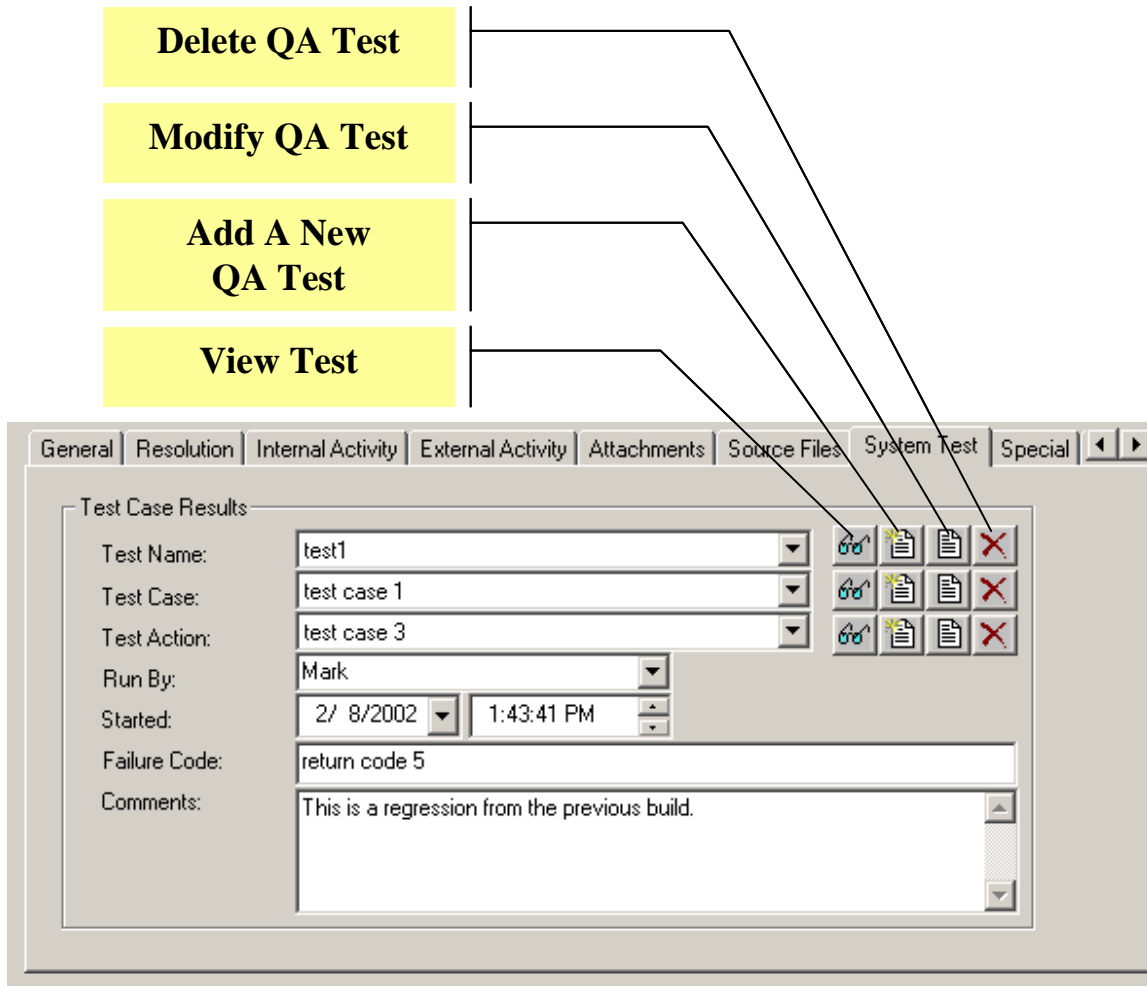 Delete QA Test
Modify QA Test
Add A New
QA Test
View Test
General Resolution Internal Activity External Activity Attachments Source Files System Test Special
Test Case Results
Test Name: test1
Test Case: test case 1
Test Action: test case 3
Run By: Mark
Started: 2/ 8/2002 1:43:41 PM
Failure Code: return code 5
Comments: This is a regression from the previous build.